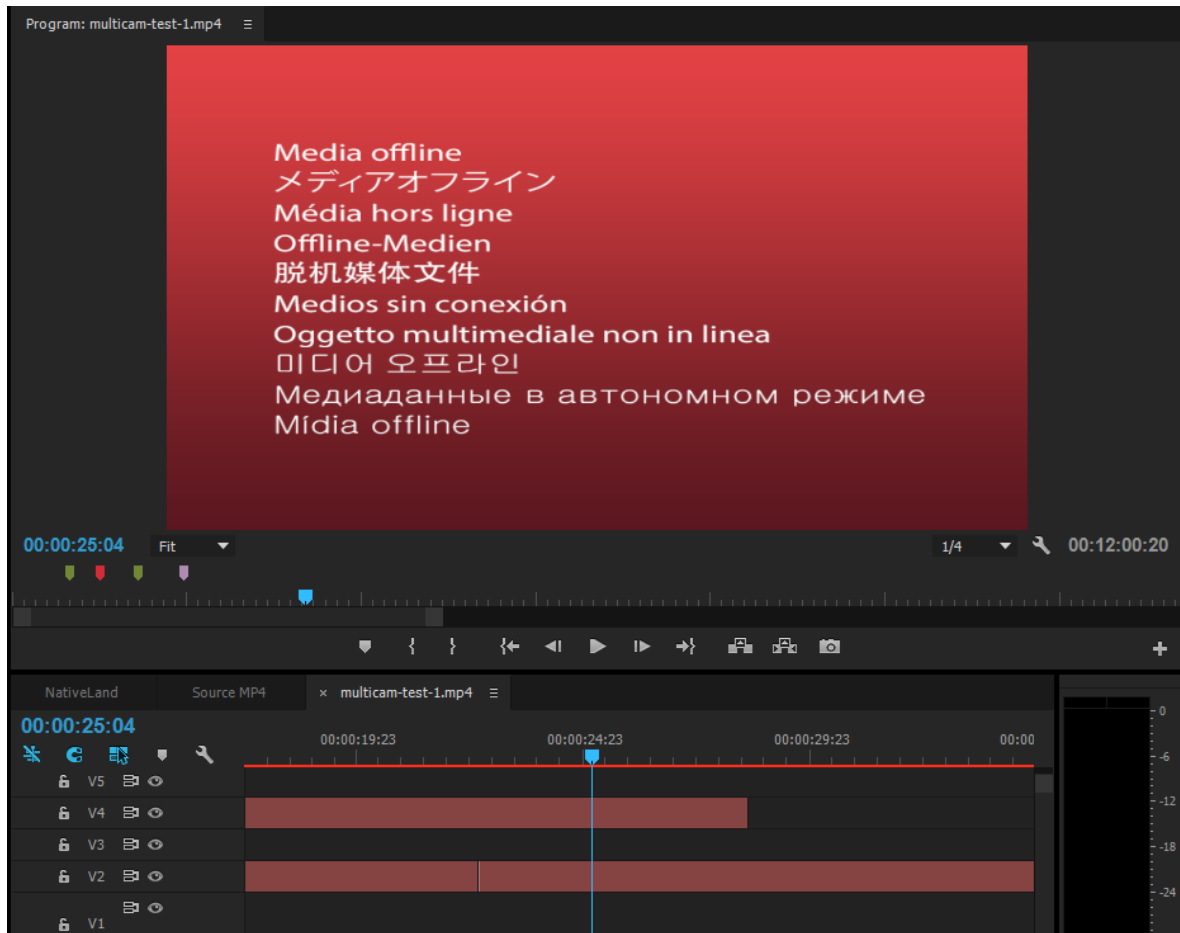 Program: multicam-test-1.mp4
Media offline
メディアオフライン
Média hors ligne
Offline-Medien
脱机媒体文件
Medios sin conexión
Oggetto multimediale non in linea
미디어 오프라인
Медиаданные в автономном режиме
Mídia offline
00:00:25:04 Fit 1/4 00:12:00:20
NativeLand Source MP4 × multicam-test-1.mp4
00:00:25:04
00:00:19:23 00:00:24:23 00:00:29:23 00:00
V5
V4
V3
V2
V1
0
-6
-12
-18
-24